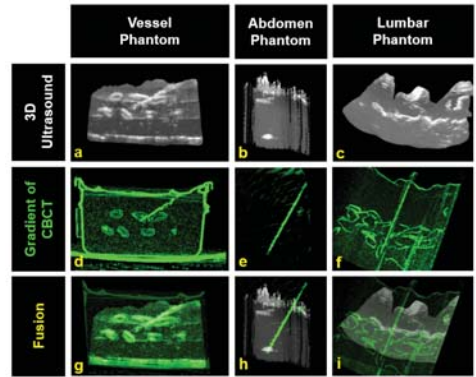 Vessel
Phantom
Abdomen
Phantom
Lumbar
Phantom
3D
Ultrasound
a
b
c
Gradient of
CBCT
d
e
f
Fusion
g
h
i